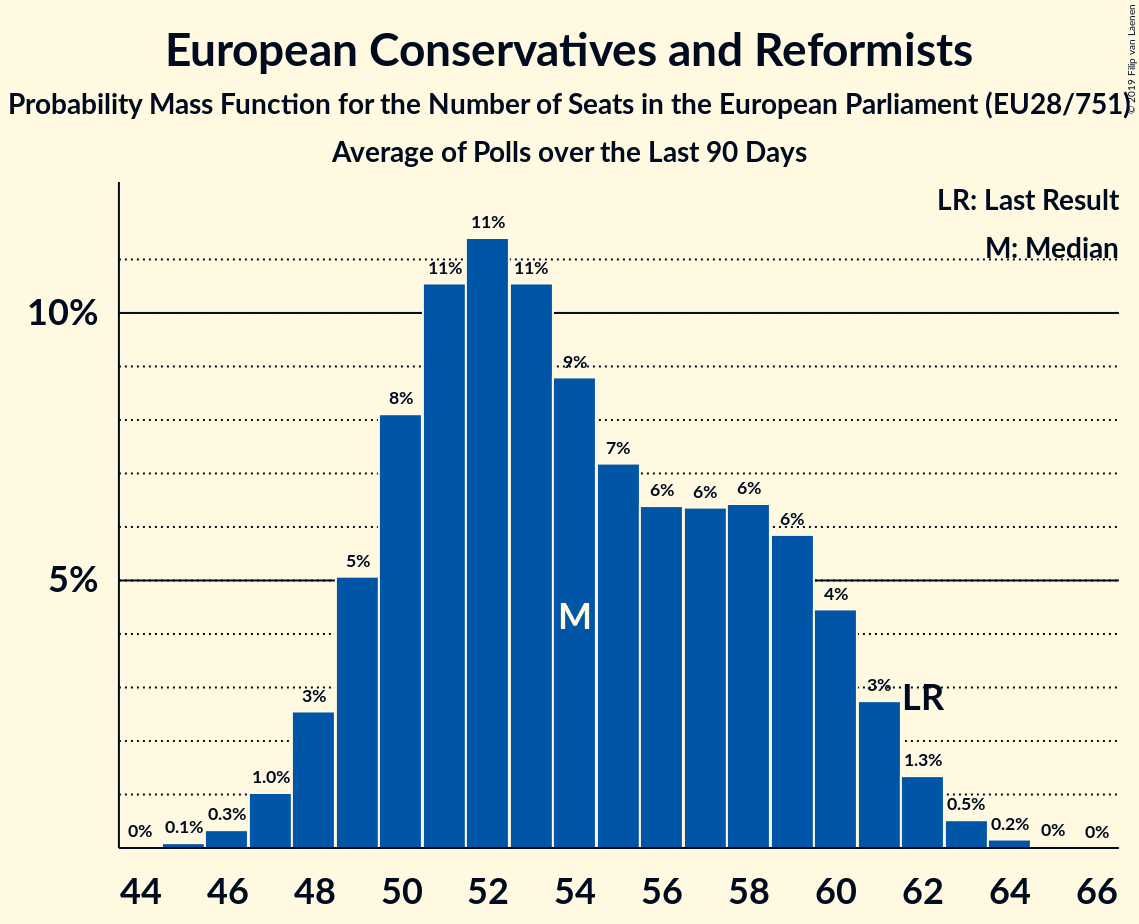 European Conservatives and Reformists
Probability Mass Function for the Number of Seats in the European Parliament (EU28/751)
Average of Polls over the Last 90 Days
© 2019 Filip van Laenen
LR: Last Result
M: Median
10%
5%
0%
0.1%
0.3%
1.0%
3%
5%
8%
11%
11%
11%
9%
7%
6%
6%
6%
6%
4%
3%
1.3%
0.5%
0.2%
0%
0%
M
LR
44 46 48 50 52 54 56 58 60 62 64 66